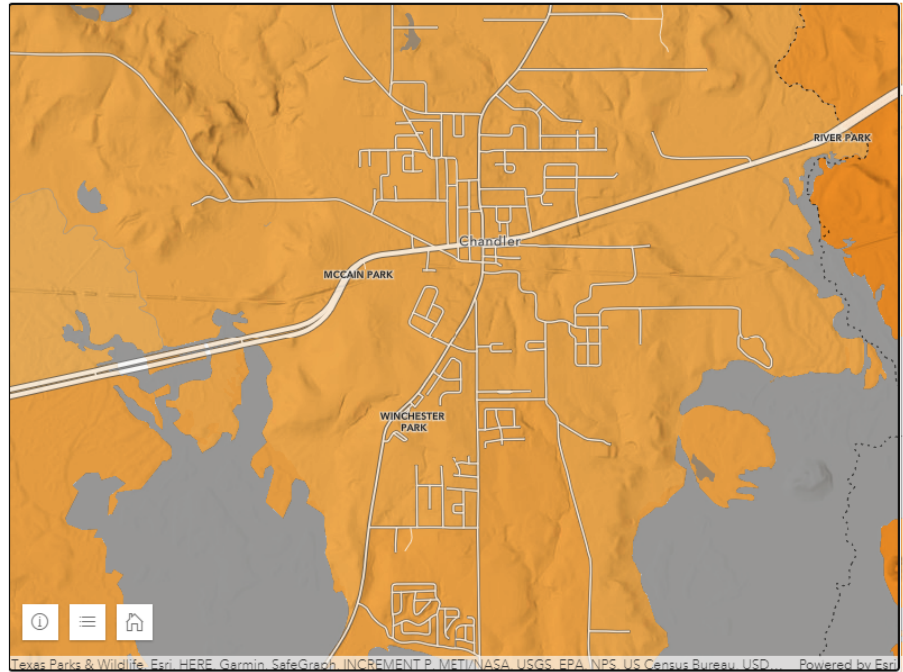 RIVER PARK
Chandler
MCCAIN PARK
WINCHESTER
PARK
Texas Parks & Wildlife, Esri, HERE, Garmin, SafeGraph, INCREMENT P, METI/NASA, USGS, EPA, NPS, US Census Bureau, USD... Powered by Esri